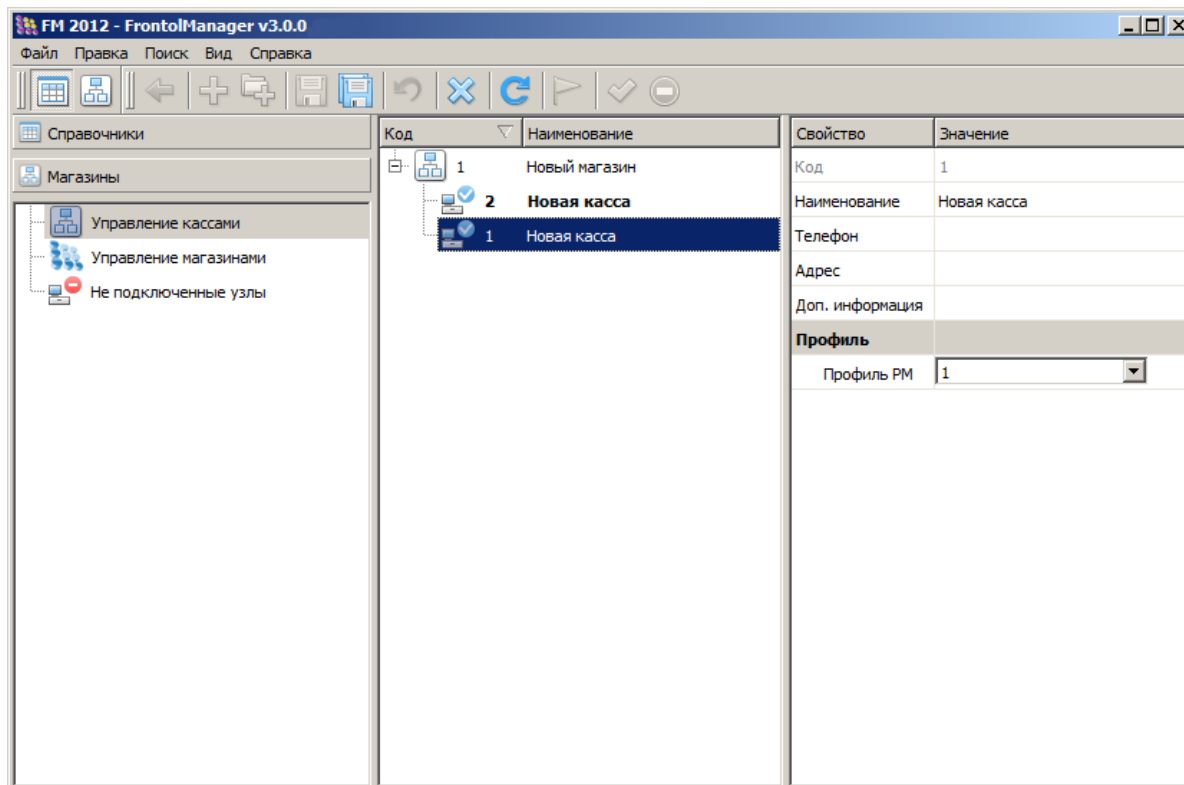 FM 2012 - FrontolManager v3.0.0
Файл Правка Поиск Вид Справка
Справочники
Магазины
Управление кассами
Управление магазинами
Не подключенные узлы
Код Наименование
1 Новый магазин
2 Новая касса
1 Новая касса
Свойство Значение
Код 1
Наименование Новая касса
Телефон
Адрес
Доп. информация
Профиль
Профиль РМ 1